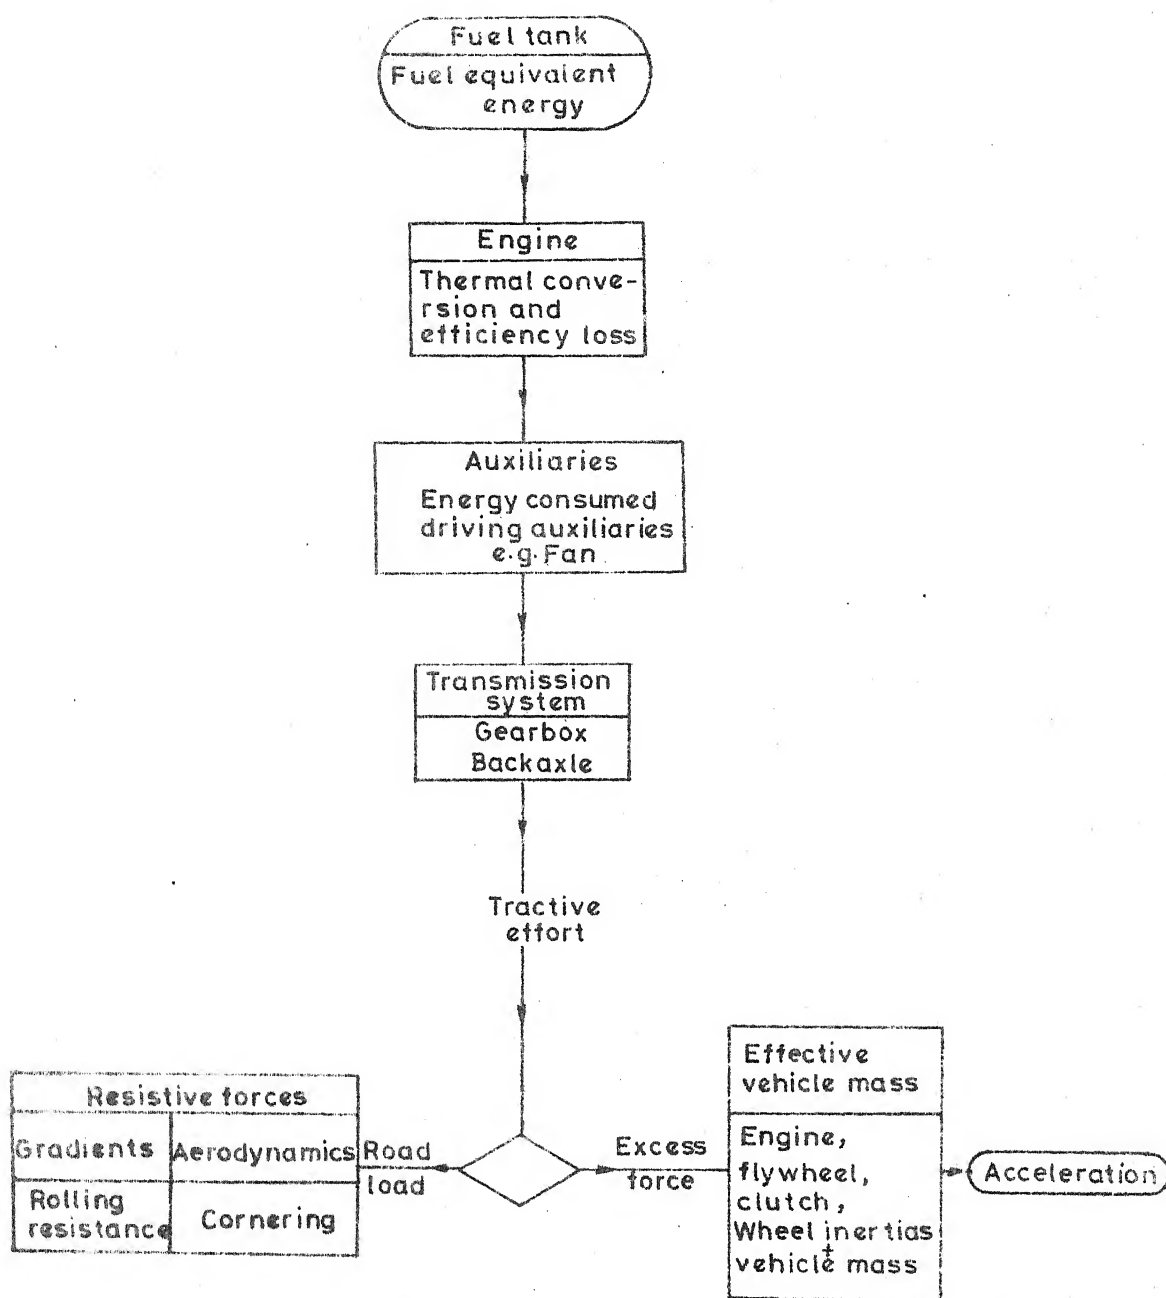 Fuel tank
Fuel equivalent
energy
Engine
Thermal conve-
rsion and
efficiency loss
Auxiliaries
Energy consumed
driving auxiliaries
e.g. Fan
Transmission
system
Gearbox
Backaxle
Tractive
effort
Resistive forces
Gradients
Aerodynamics
Rolling
resistance
Cornering
Road
load
Excess
force
Effective
vehicle mass
Engine,
flywheel,
clutch,
Wheel inertias
+
vehicle mass
Acceleration